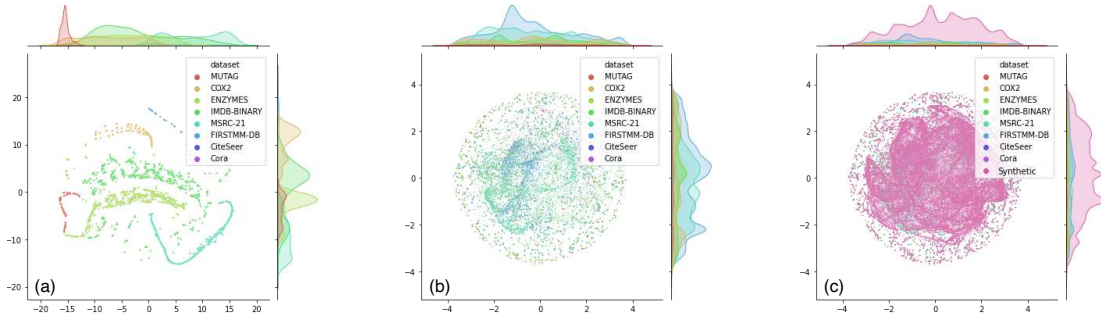 dataset
MUTAG
COX2
ENZYMES
IMDB-BINARY
MSRC-21
FIRSTMM-DB
CiteSeer
Cora
20
10
0
−10
−20
−20 −15 −10 −5 0 5 10 15 20
(a)
dataset
MUTAG
COX2
ENZYMES
IMDB-BINARY
MSRC-21
FIRSTMM-DB
CiteSeer
Cora
4
2
0
−2
−4
−4 −2 0 2 4
(b)
dataset
MUTAG
COX2
ENZYMES
IMDB-BINARY
MSRC-21
FIRSTMM-DB
CiteSeer
Cora
Synthetic
4
2
0
−2
−4
−4 −2 0 2 4
(c)